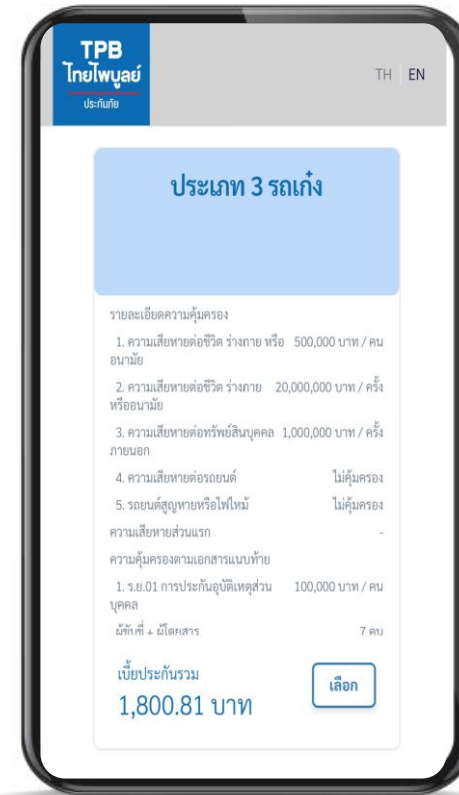 TPB
ไทยไพบูลย์
ประกันภัย
TH EN
ประเภท 3 รถเก๋ง
รายละเอียดความคุ้มครอง
1. ความเสียหายต่อชีวิต ร่างกาย หรือ 500,000 บาท / คน
อนามัย
2. ความเสียหายต่อชีวิต ร่างกาย 20,000,000 บาท / ครั้ง
หรืออนามัย
3. ความเสียหายต่อทรัพย์สินบุคคล 1,000,000 บาท / ครั้ง
ภายนอก
4. ความเสียหายต่อรถยนต์ ไม่คุ้มครอง
5. รถยนต์สูญหายหรือไฟไหม้ ไม่คุ้มครอง
ความเสียหายส่วนแรก -
ความคุ้มครองตามเอกสารแนบท้าย
1. ร.ย.01 การประกันอุบัติเหตุส่วน 100,000 บาท / คน
บุคคล
ผู้ขับขี่ + ผู้โดยสาร 7 คน
เบี้ยประกันรวม
1,800.81 บาท
เลือก